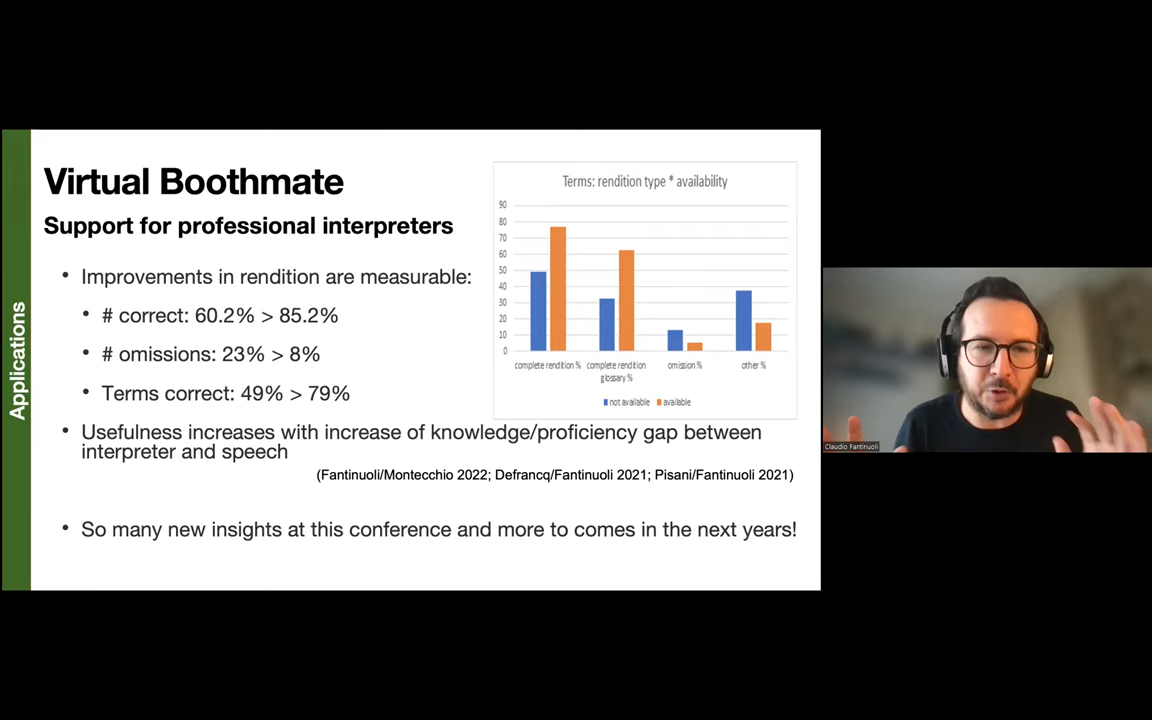 Applications
Virtual Boothmate
Support for professional interpreters
• Improvements in rendition are measurable:
• # correct: 60.2% > 85.2%
• # omissions: 23% > 8%
• Terms correct: 49% > 79%
• Usefulness increases with increase of knowledge/proficiency gap between
interpreter and speech
(Fantinuoli/Montecchio 2022; Defrancq/Fantinuoli 2021; Pisani/Fantinuoli 2021)
• So many new insights at this conference and more to comes in the next years!
Terms: rendition type * availability
90
80
70
60
50
40
30
20
10
0
complete rendition % complete rendition omission % other %
glossary %
not available available
Claudio Fantinuoli